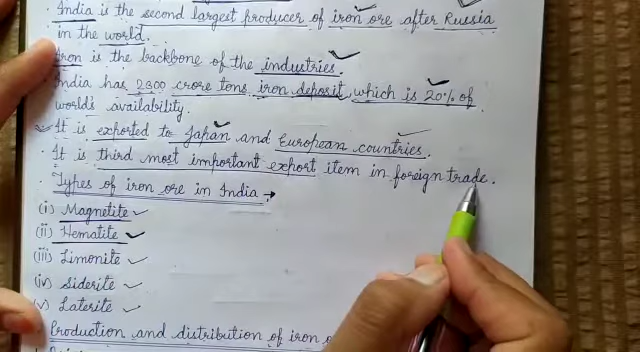 India is the second largest producer of iron ore after Russia
in the world.
Iron is the backbone of the industries.
India has 2300 crore tons iron deposit, which is 20% of
world's availability.
It is exported to Japan and European countries.
It is third most important export item in foreign trade.
Types of iron ore in India →
(i) Magnetite
(ii) Hematite
(iii) Limonite
(iv) Siderite
(v) Laterite
Production and distribution of iron